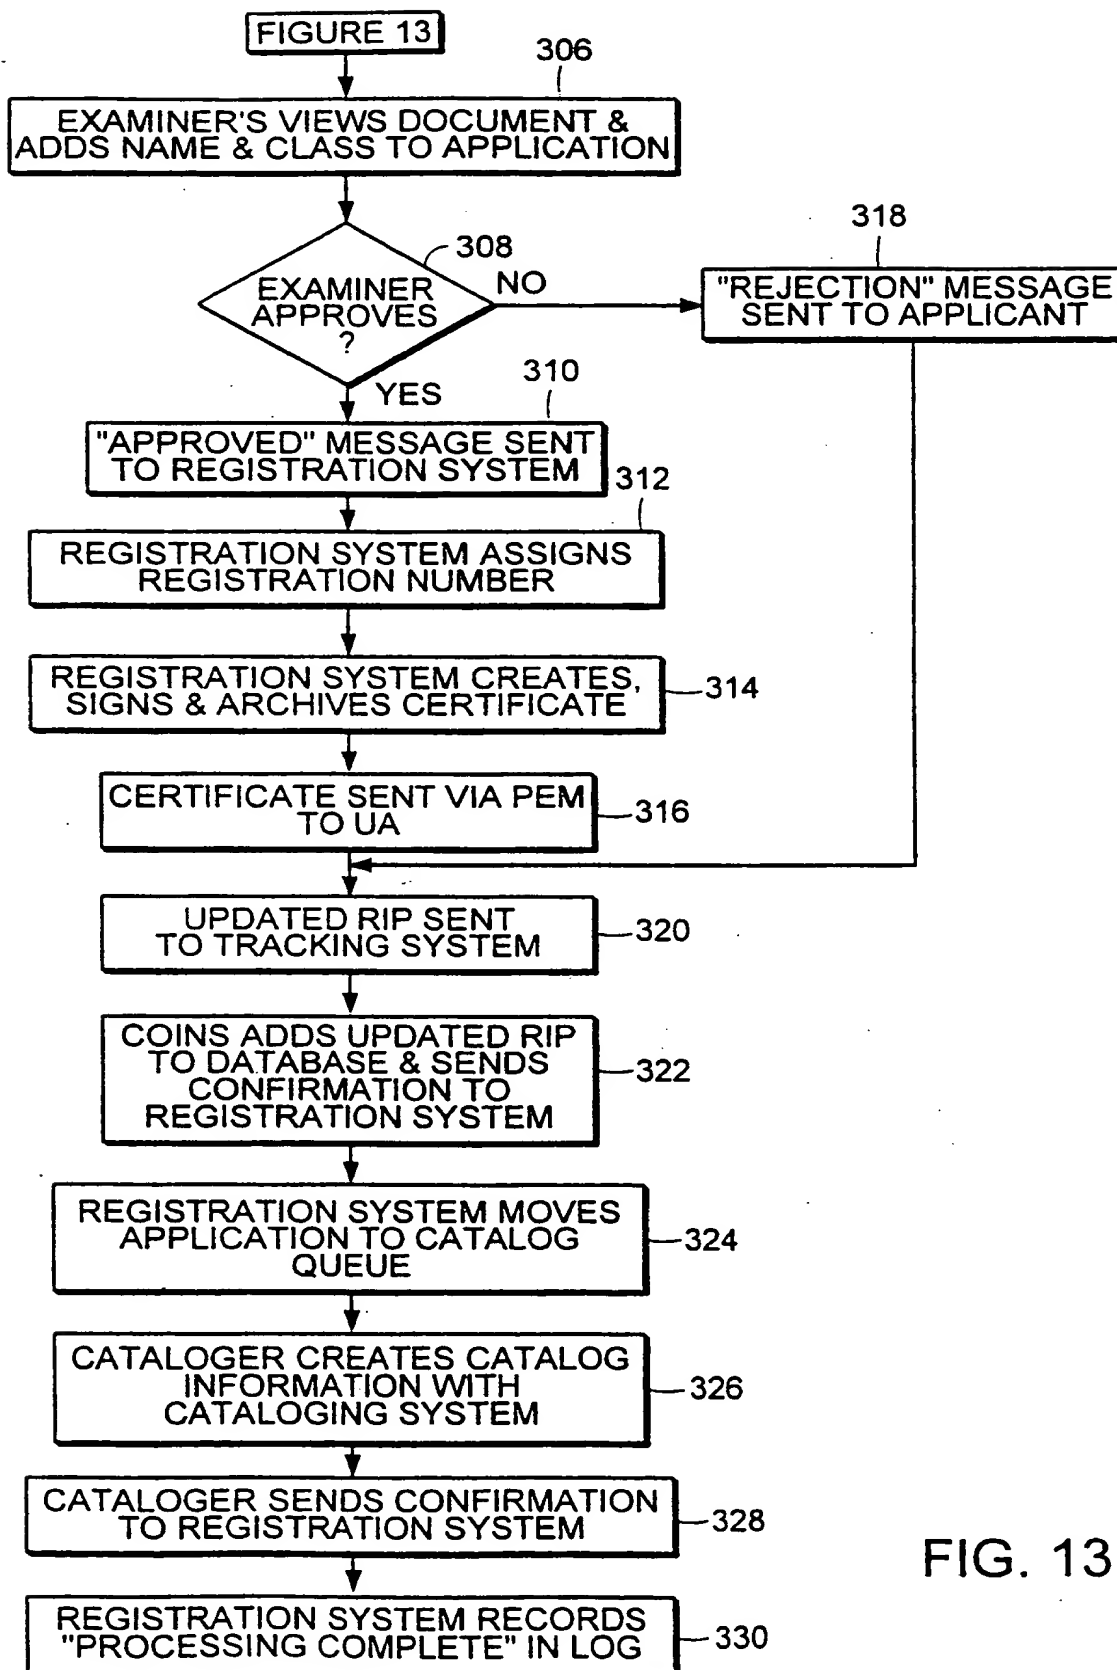 FIGURE 13
306
EXAMINER'S VIEWS DOCUMENT &
ADDS NAME & CLASS TO APPLICATION
308
EXAMINER
APPROVES
?
NO
318
"REJECTION" MESSAGE
SENT TO APPLICANT
YES
310
"APPROVED" MESSAGE SENT
TO REGISTRATION SYSTEM
312
REGISTRATION SYSTEM ASSIGNS
REGISTRATION NUMBER
REGISTRATION SYSTEM CREATES,
SIGNS & ARCHIVES CERTIFICATE
314
CERTIFICATE SENT VIA PEM
TO UA
316
UPDATED RIP SENT
TO TRACKING SYSTEM
320
COINS ADDS UPDATED RIP
TO DATABASE & SENDS
CONFIRMATION TO
REGISTRATION SYSTEM
322
REGISTRATION SYSTEM MOVES
APPLICATION TO CATALOG
QUEUE
324
CATALOGER CREATES CATALOG
INFORMATION WITH
CATALOGING SYSTEM
326
CATALOGER SENDS CONFIRMATION
TO REGISTRATION SYSTEM
328
REGISTRATION SYSTEM RECORDS
"PROCESSING COMPLETE" IN LOG
330
FIG. 13